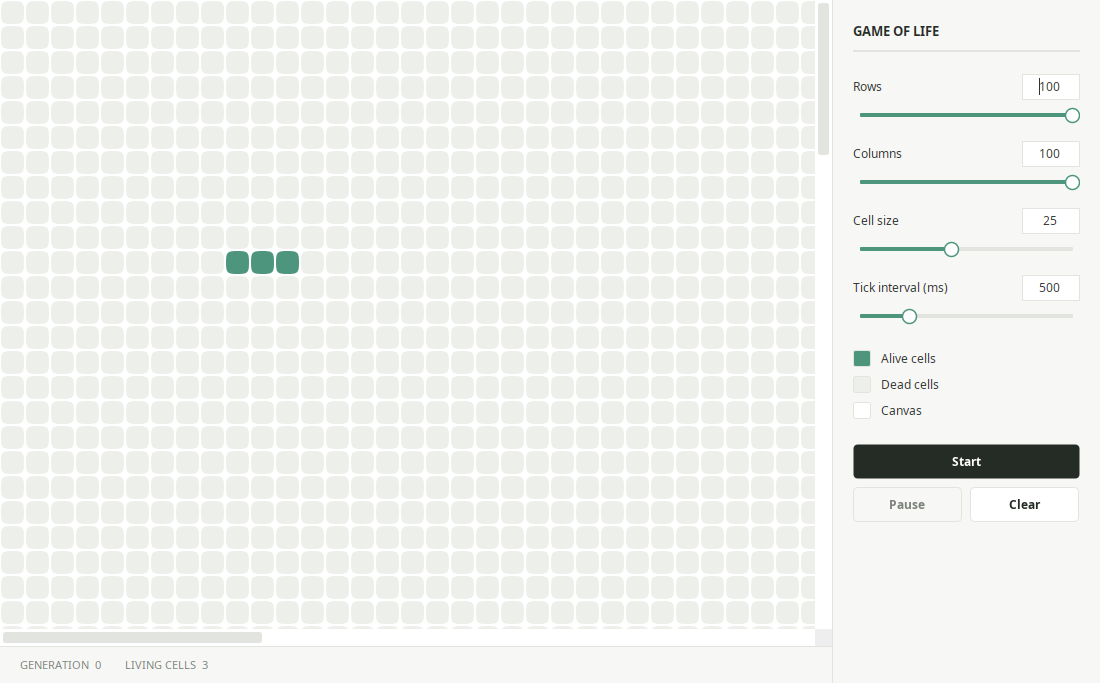 GAME OF LIFE
Rows 100
Columns 100
Cell size 25
Tick interval (ms) 500
Alive cells
Dead cells
Canvas
Start
Pause Clear
GENERATION 0 LIVING CELLS 3